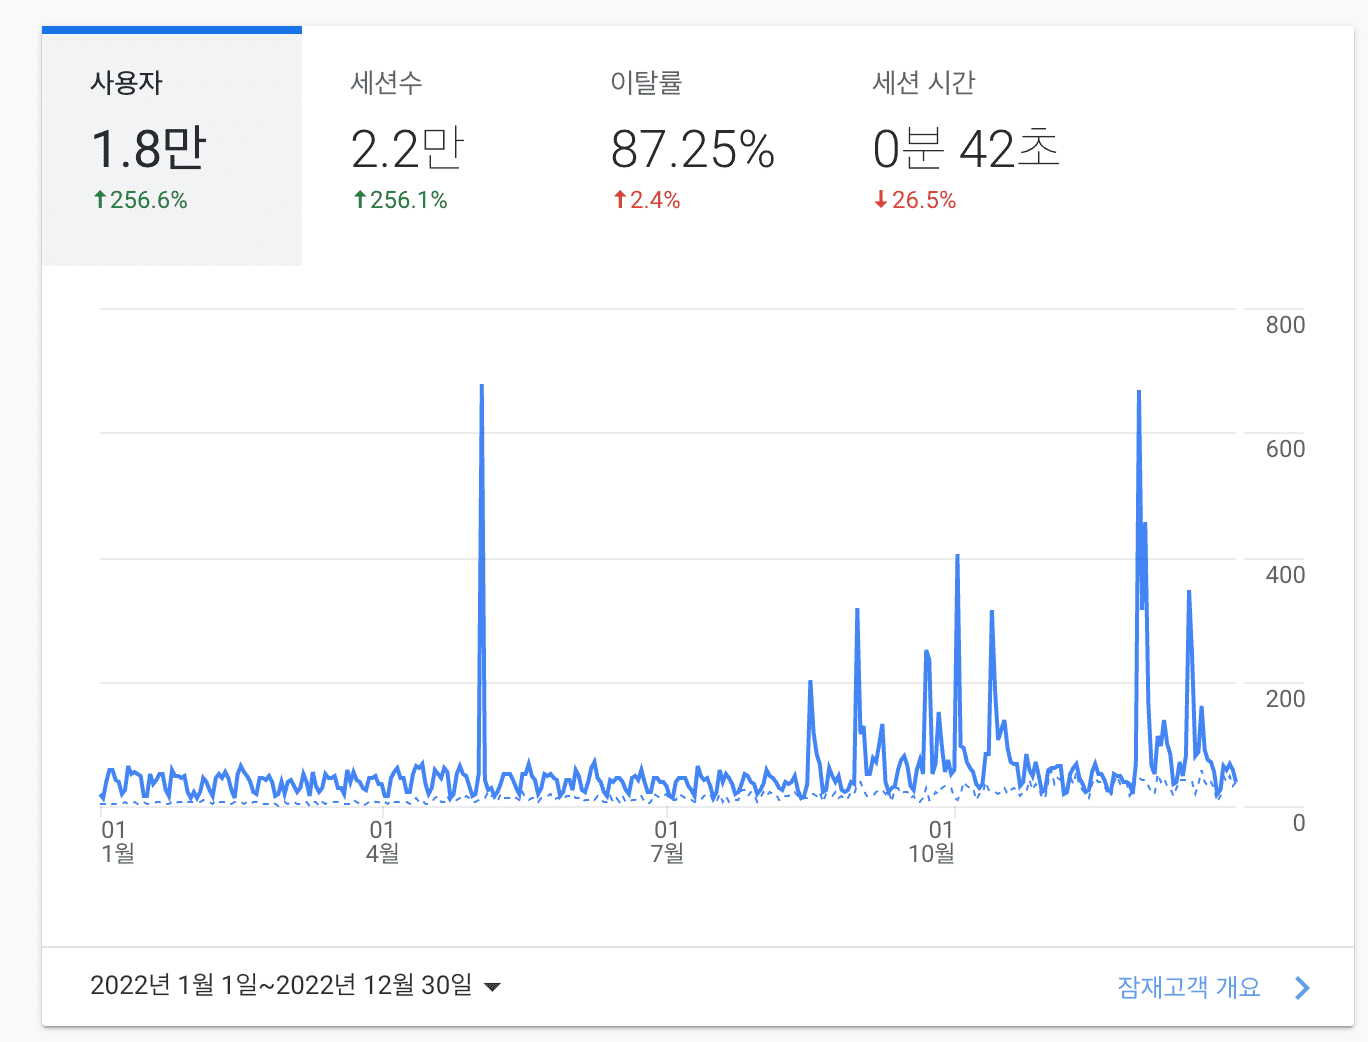 사용자
1.8만
↑256.6%
세션수
2.2만
↑256.1%
이탈률
87.25%
↑2.4%
세션 시간
0분 42초
↓26.5%
800
600
400
200
0
01
1월
01
4월
01
7월
01
10월
2022년 1월 1일~2022년 12월 30일
잠재고객 개요